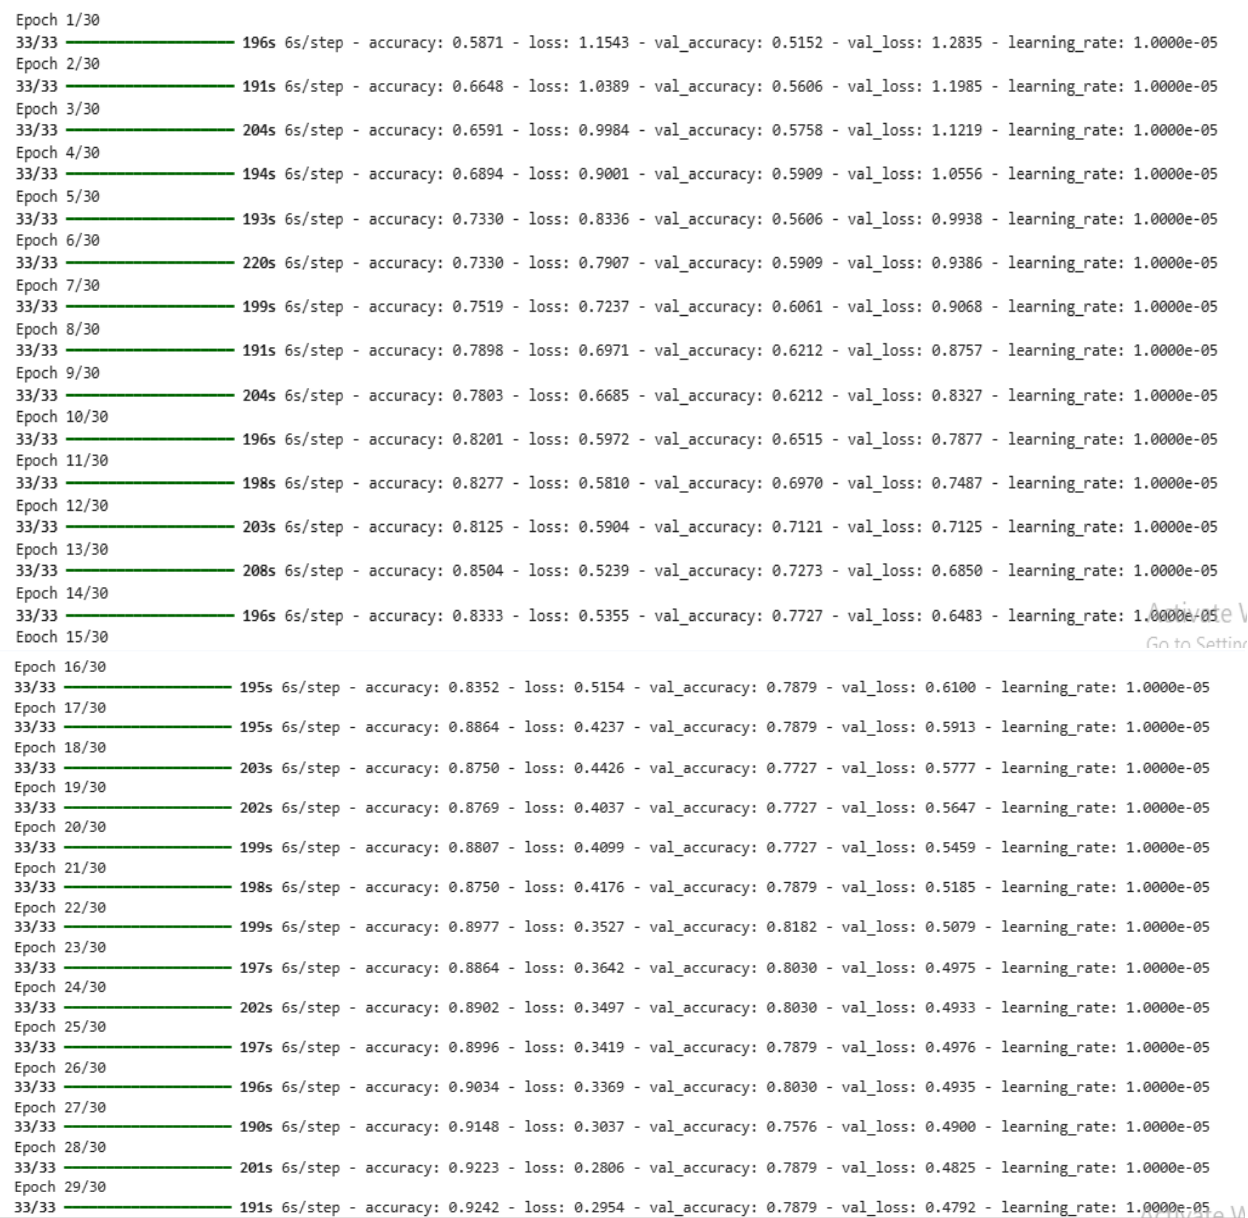 Epoch 1/30
33/33 196s 6s/step - accuracy: 0.5871 - loss: 1.1543 - val_accuracy: 0.5152 - val_loss: 1.2835 - learning_rate: 1.0000e-05
Epoch 2/30
33/33 191s 6s/step - accuracy: 0.6648 - loss: 1.0389 - val_accuracy: 0.5606 - val_loss: 1.1985 - learning_rate: 1.0000e-05
Epoch 3/30
33/33 204s 6s/step - accuracy: 0.6591 - loss: 0.9984 - val_accuracy: 0.5758 - val_loss: 1.1219 - learning_rate: 1.0000e-05
Epoch 4/30
33/33 194s 6s/step - accuracy: 0.6894 - loss: 0.9001 - val_accuracy: 0.5909 - val_loss: 1.0556 - learning_rate: 1.0000e-05
Epoch 5/30
33/33 193s 6s/step - accuracy: 0.7330 - loss: 0.8336 - val_accuracy: 0.5606 - val_loss: 0.9938 - learning_rate: 1.0000e-05
Epoch 6/30
33/33 220s 6s/step - accuracy: 0.7330 - loss: 0.7907 - val_accuracy: 0.5909 - val_loss: 0.9386 - learning_rate: 1.0000e-05
Epoch 7/30
33/33 199s 6s/step - accuracy: 0.7519 - loss: 0.7237 - val_accuracy: 0.6061 - val_loss: 0.9068 - learning_rate: 1.0000e-05
Epoch 8/30
33/33 191s 6s/step - accuracy: 0.7898 - loss: 0.6971 - val_accuracy: 0.6212 - val_loss: 0.8757 - learning_rate: 1.0000e-05
Epoch 9/30
33/33 204s 6s/step - accuracy: 0.7803 - loss: 0.6685 - val_accuracy: 0.6212 - val_loss: 0.8327 - learning_rate: 1.0000e-05
Epoch 10/30
33/33 196s 6s/step - accuracy: 0.8201 - loss: 0.5972 - val_accuracy: 0.6515 - val_loss: 0.7877 - learning_rate: 1.0000e-05
Epoch 11/30
33/33 198s 6s/step - accuracy: 0.8277 - loss: 0.5810 - val_accuracy: 0.6970 - val_loss: 0.7487 - learning_rate: 1.0000e-05
Epoch 12/30
33/33 203s 6s/step - accuracy: 0.8125 - loss: 0.5904 - val_accuracy: 0.7121 - val_loss: 0.7125 - learning_rate: 1.0000e-05
Epoch 13/30
33/33 208s 6s/step - accuracy: 0.8504 - loss: 0.5239 - val_accuracy: 0.7273 - val_loss: 0.6850 - learning_rate: 1.0000e-05
Epoch 14/30
33/33 196s 6s/step - accuracy: 0.8333 - loss: 0.5355 - val_accuracy: 0.7727 - val_loss: 0.6483 - learning_rate: 1.0000e-05
Activate
Epoch 15/30
Go to
Epoch 16/30
33/33 195s 6s/step - accuracy: 0.8352 - loss: 0.5154 - val_accuracy: 0.7879 - val_loss: 0.6100 - learning_rate: 1.0000e-05
Epoch 17/30
33/33 195s 6s/step - accuracy: 0.8864 - loss: 0.4237 - val_accuracy: 0.7879 - val_loss: 0.5913 - learning_rate: 1.0000e-05
Epoch 18/30
33/33 203s 6s/step - accuracy: 0.8750 - loss: 0.4426 - val_accuracy: 0.7727 - val_loss: 0.5777 - learning_rate: 1.0000e-05
Epoch 19/30
33/33 202s 6s/step - accuracy: 0.8769 - loss: 0.4037 - val_accuracy: 0.7727 - val_loss: 0.5647 - learning_rate: 1.0000e-05
Epoch 20/30
33/33 199s 6s/step - accuracy: 0.8807 - loss: 0.4099 - val_accuracy: 0.7727 - val_loss: 0.5459 - learning_rate: 1.0000e-05
Epoch 21/30
33/33 198s 6s/step - accuracy: 0.8750 - loss: 0.4176 - val_accuracy: 0.7879 - val_loss: 0.5185 - learning_rate: 1.0000e-05
Epoch 22/30
33/33 199s 6s/step - accuracy: 0.8977 - loss: 0.3527 - val_accuracy: 0.8182 - val_loss: 0.5079 - learning_rate: 1.0000e-05
Epoch 23/30
33/33 197s 6s/step - accuracy: 0.8864 - loss: 0.3642 - val_accuracy: 0.8030 - val_loss: 0.4975 - learning_rate: 1.0000e-05
Epoch 24/30
33/33 202s 6s/step - accuracy: 0.8902 - loss: 0.3497 - val_accuracy: 0.8030 - val_loss: 0.4933 - learning_rate: 1.0000e-05
Epoch 25/30
33/33 197s 6s/step - accuracy: 0.8996 - loss: 0.3419 - val_accuracy: 0.7879 - val_loss: 0.4976 - learning_rate: 1.0000e-05
Epoch 26/30
33/33 196s 6s/step - accuracy: 0.9034 - loss: 0.3369 - val_accuracy: 0.8030 - val_loss: 0.4935 - learning_rate: 1.0000e-05
Epoch 27/30
33/33 190s 6s/step - accuracy: 0.9148 - loss: 0.3037 - val_accuracy: 0.7576 - val_loss: 0.4900 - learning_rate: 1.0000e-05
Epoch 28/30
33/33 201s 6s/step - accuracy: 0.9223 - loss: 0.2806 - val_accuracy: 0.7879 - val_loss: 0.4825 - learning_rate: 1.0000e-05
Epoch 29/30
33/33 191s 6s/step - accuracy: 0.9242 - loss: 0.2954 - val_accuracy: 0.7879 - val_loss: 0.4792 - learning_rate: 1.0000e-05